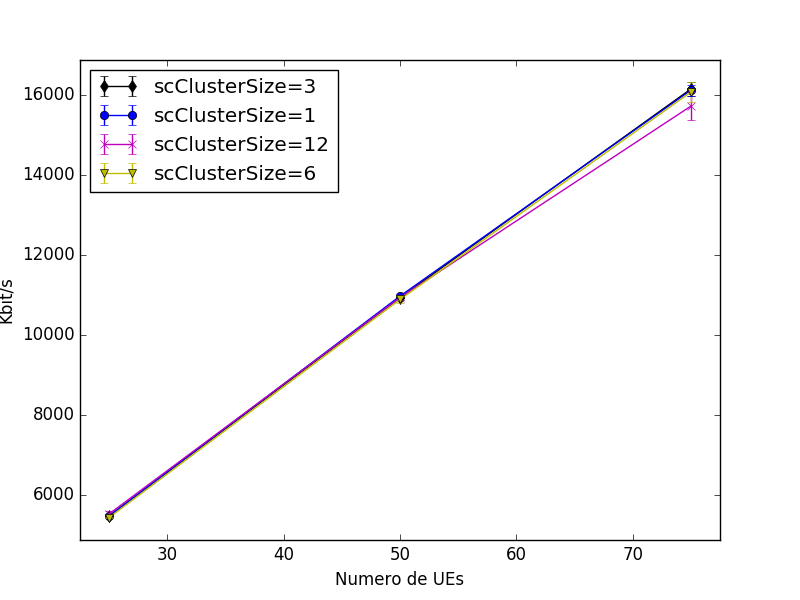 16000
14000
12000
10000
8000
6000
Kbit/s
scClusterSize=3
scClusterSize=1
scClusterSize=12
scClusterSize=6
30 40 50 60 70
Numero de UEs